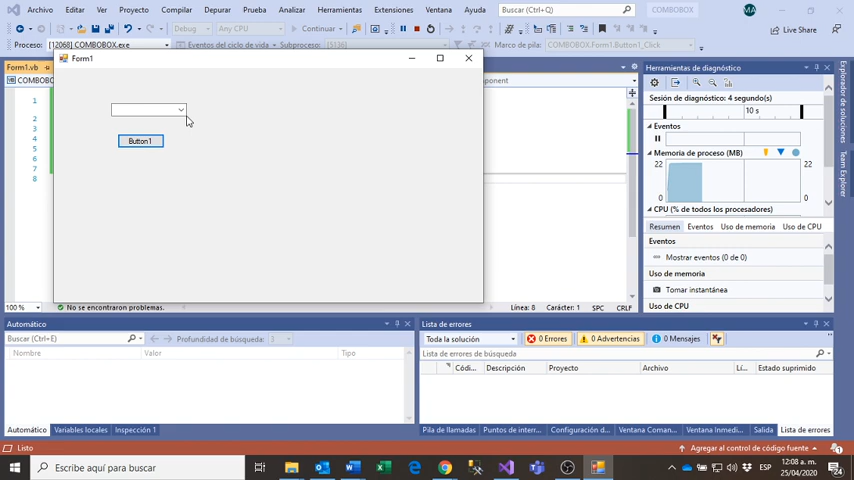 Archivo Editar Ver Proyecto Compilar Depurar Prueba Analizar Herramientas Extensiones Ventana Ayuda Buscar (Ctrl+Q) COMBOBOX MA
Debug Any CPU Continuar Live Share
Proceso: [12068] COMBOBOX.exe Eventos del ciclo de vida Subproceso: [5136] Marco de pila: COMBOBOX.Form1.Button1_Click
Form1
Form1.vb
COMBOBO
Button1
1
2
3
4
5
6
7
8
100 % No se encontraron problemas. Línea: 8 Carácter: 1 SPC CRLF
Herramientas de diagnóstico
Sesión de diagnóstico: 4 segundo(s)
10 s
Eventos
Memoria de proceso (MB)
22 22
0 0
CPU (% de todos los procesadores)
Resumen Eventos Uso de memoria Uso de CPU
Eventos
Mostrar eventos (0 de 0)
Uso de memoria
Tomar instantánea
Uso de CPU
Explorador de soluciones
Team Explorer
Automático
Buscar (Ctrl+E) Profundidad de búsqueda: 3
Nombre Valor Tipo
Automático Variables locales Inspección 1
Lista de errores
Toda la solución 0 Errores 0 Advertencias 0 Mensajes
Lista de errores de búsqueda
Códi... Descripción Proyecto Archivo Lí... Estado suprimido
Pila de llamadas Puntos de interr... Configuración d... Ventana Coman... Ventana Inmedi... Salida Lista de errores
Listo Agregar al control de código fuente
Escribe aquí para buscar
ESP
12:08 a. m.
25/04/2020
24